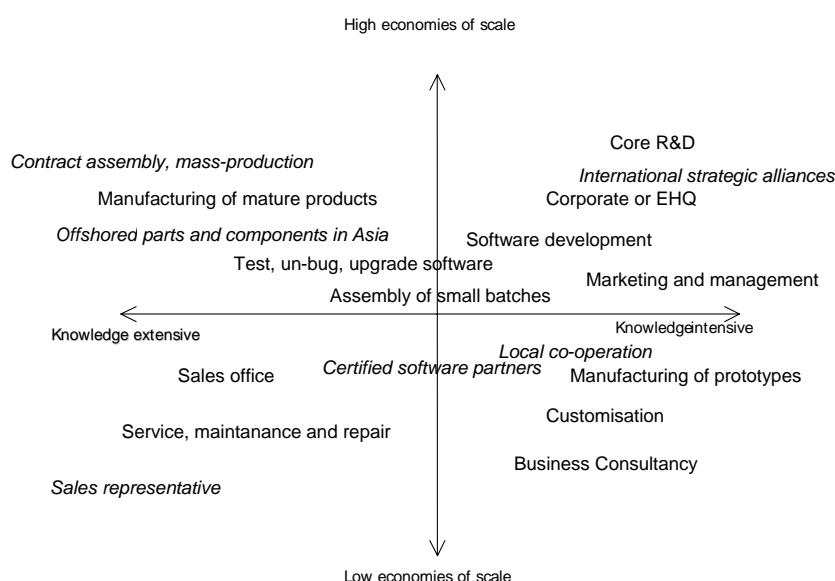 High economies of scale
Core R&D
Contract assembly, mass-production
International strategic alliances
Manufacturing of mature products
Corporate or EHQ
Offshored parts and components in Asia
Software development
Test, un-bug, upgrade software
Marketing and management
Assembly of small batches
Knowledge extensive
Knowledgeintensive
Local co-operation
Certified software partners
Sales office
Manufacturing of prototypes
Customisation
Service, maintanance and repair
Business Consultancy
Sales representative
Low economies of scale